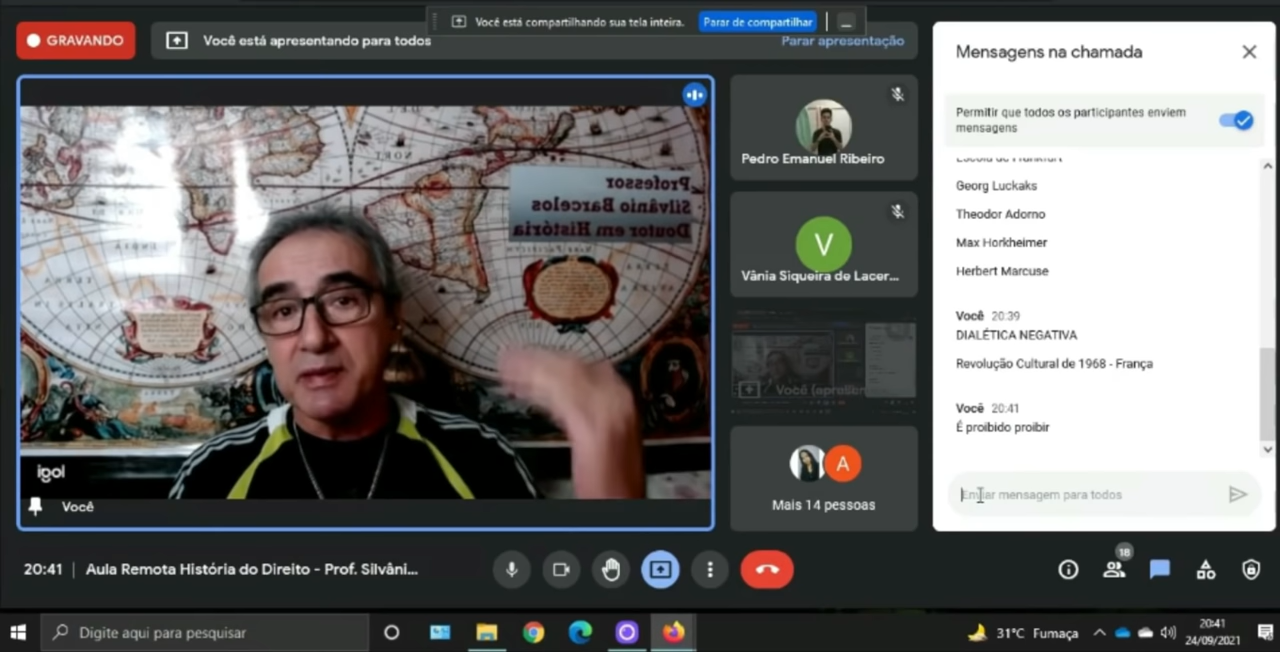 Você está compartilhando sua tela inteira.
Parar de compartilhar
GRAVANDO
Você está apresentando para todos
Parar apresentação
Professor
Silvânio Barcelos
Doutor em História
igol
Você
Pedro Emanuel Ribeiro
V
Vânia Siqueira de Lacer...
A
Mais 14 pessoas
Mensagens na chamada
Permitir que todos os participantes enviem
mensagens
Escola de Frankfurt
Georg Luckaks
Theodor Adorno
Max Horkheimer
Herbert Marcuse
Você 20:39
DIALÉTICA NEGATIVA
Revolução Cultural de 1968 - França
Você 20:41
É proibido proibir
Enviar mensagem para todos
20:41 | Aula Remota História do Direito - Prof. Silvâni...
18
Digite aqui para pesquisar
31°C Fumaça
20:41
24/09/2021